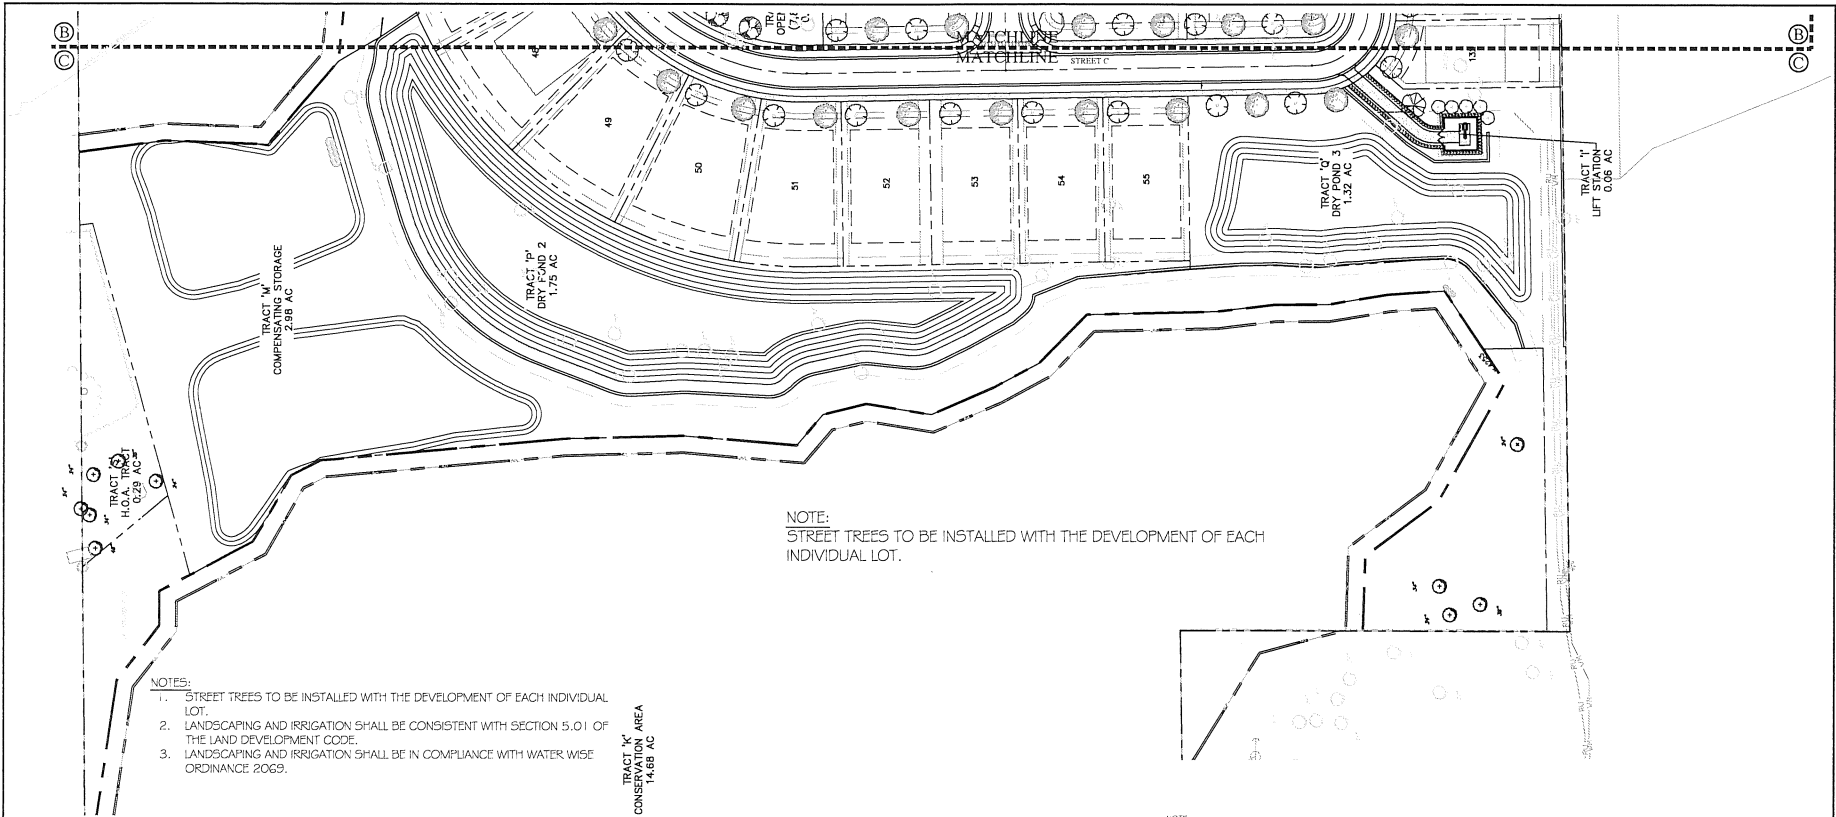 B
B
C
C
MATCHLINE
MATCHLINE
STREET C
48
49
50
51
52
53
54
55
TRACT 'Q'
DRY POND 3
1.32 AC
TRACT 'I'
LIFT STATION
0.06 AC
TRACT 'P'
DRY POND 2
1.75 AC
TRACT 'M'
COMPENSATING STORAGE
2.98 AC
H.O.A. TRACT
0.29 AC
NOTE:
STREET TREES TO BE INSTALLED WITH THE DEVELOPMENT OF EACH
INDIVIDUAL LOT.
NOTES:
1. STREET TREES TO BE INSTALLED WITH THE DEVELOPMENT OF EACH INDIVIDUAL
LOT.
2. LANDSCAPING AND IRRIGATION SHALL BE CONSISTENT WITH SECTION 5.01 OF
THE LAND DEVELOPMENT CODE.
3. LANDSCAPING AND IRRIGATION SHALL BE IN COMPLIANCE WITH WATER WISE
ORDINANCE 2069.
TRACT 'K'
CONSERVATION AREA
14.68 AC